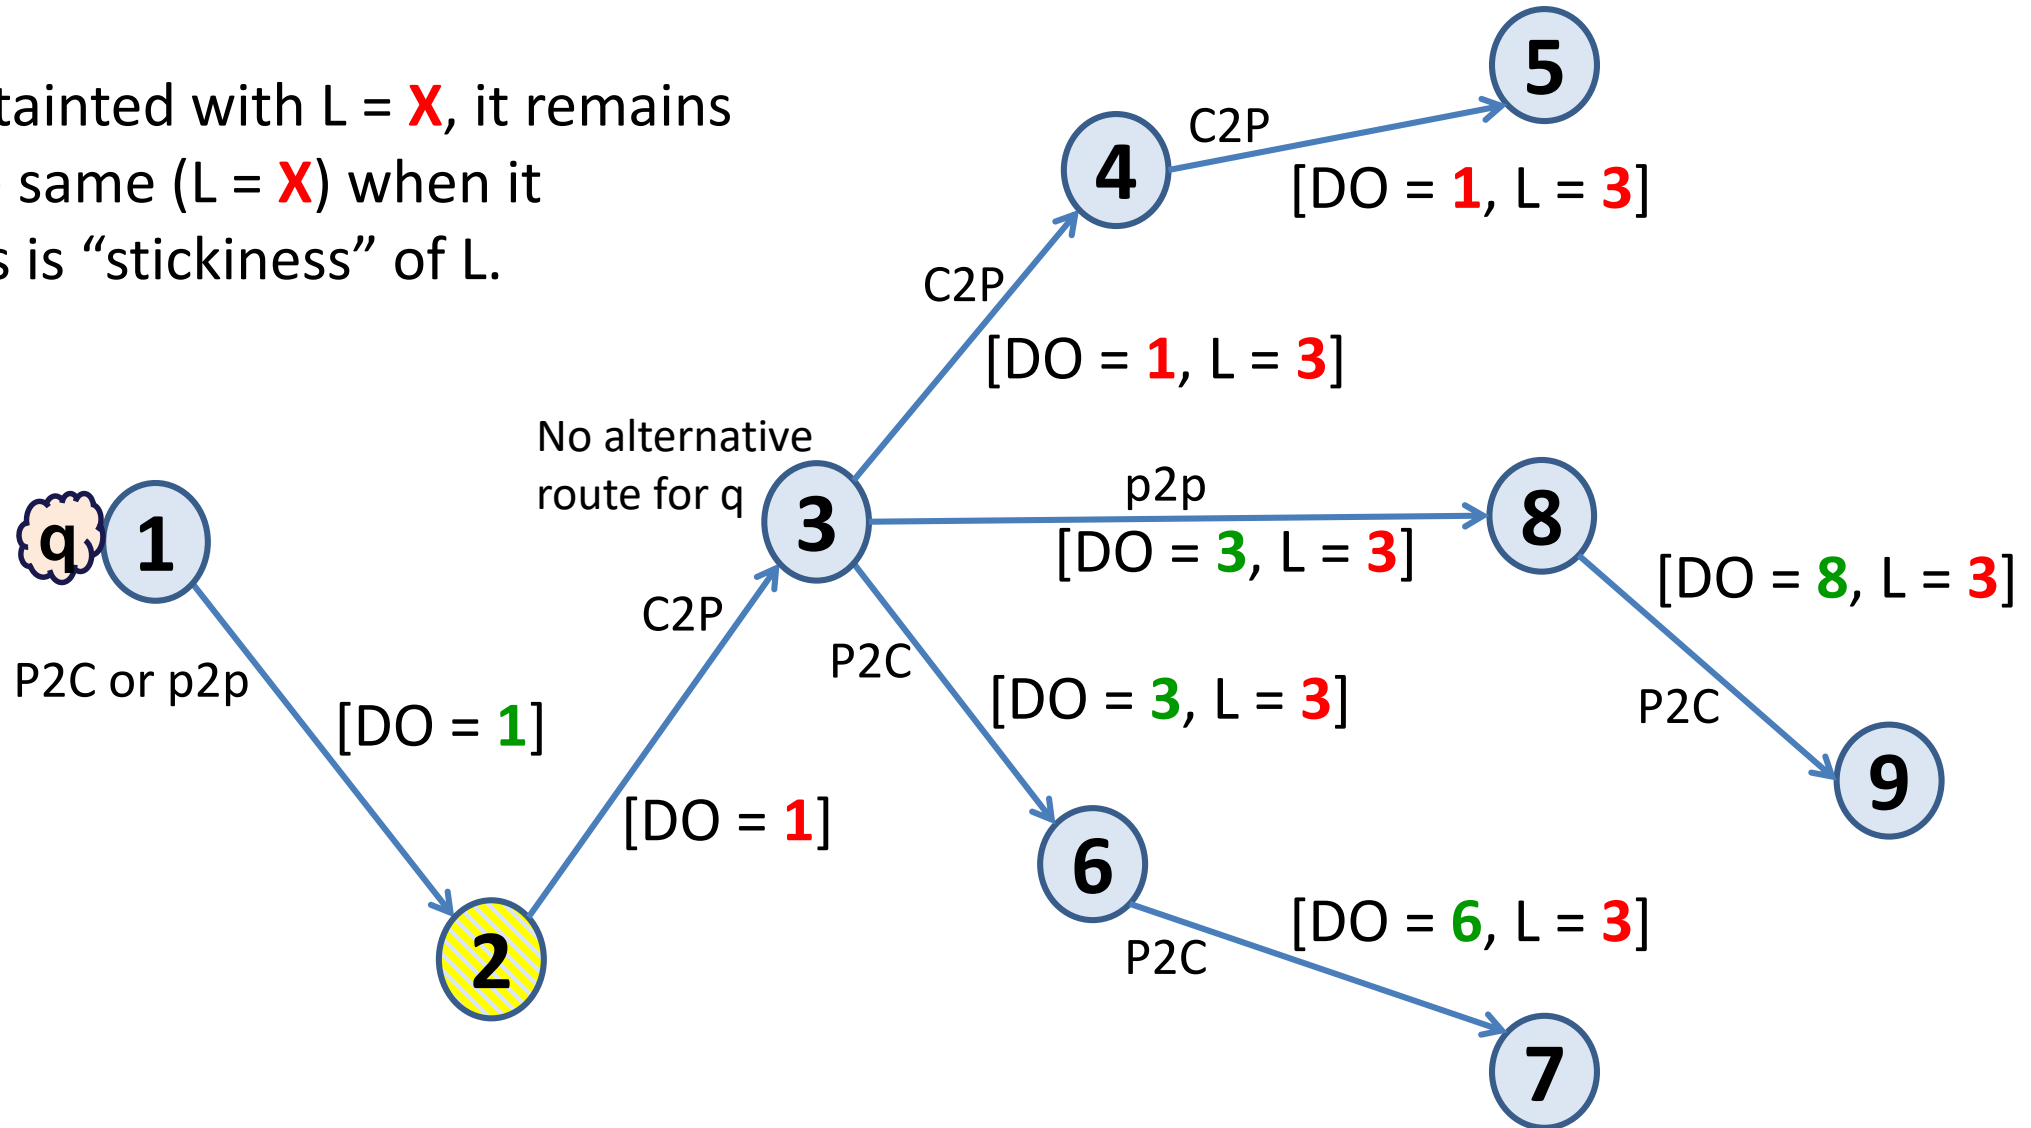 tainted with L = X, it remains
same (L = X) when it
s is “stickiness” of L.
5
C2P
4
[DO = 1, L = 3]
C2P
[DO = 1, L = 3]
No alternative
route for q
p2p
3
8
q
1
[DO = 3, L = 3]
[DO = 8, L = 3]
C2P
P2C
P2C or p2p
[DO = 3, L = 3]
P2C
[DO = 1]
9
[DO = 1]
6
[DO = 6, L = 3]
2
P2C
7